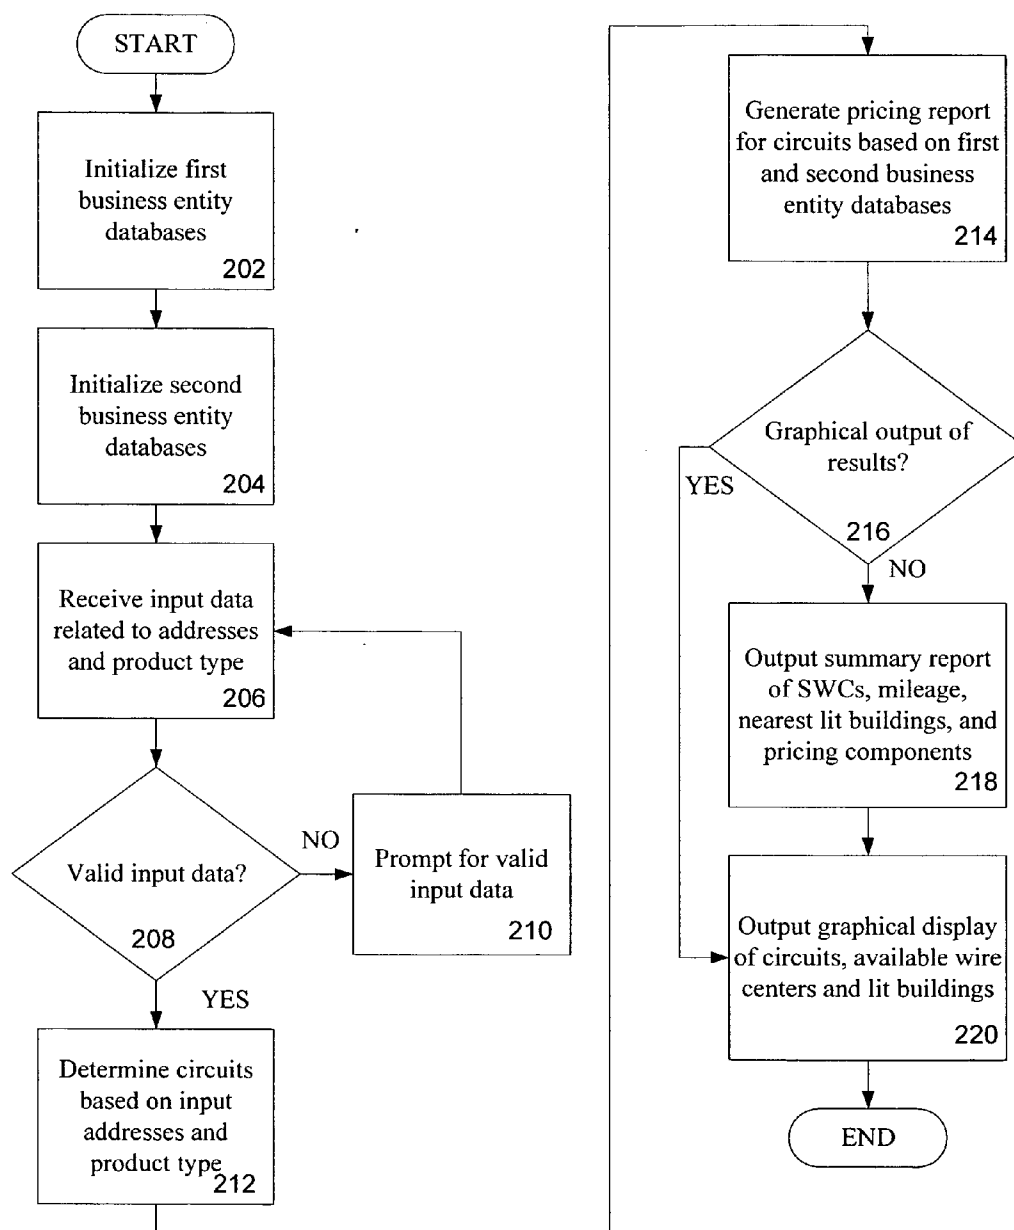 START
Initialize first
business entity
databases
202
Initialize second
business entity
databases
204
Receive input data
related to addresses
and product type
206
Valid input data?
208
NO
Prompt for valid
input data
210
YES
Determine circuits
based on input
addresses and
product type
212
Generate pricing report
for circuits based on first
and second business
entity databases
214
Graphical output of
results?
216
YES
NO
Output summary report
of SWCs, mileage,
nearest lit buildings, and
pricing components
218
Output graphical display
of circuits, available wire
centers and lit buildings
220
END